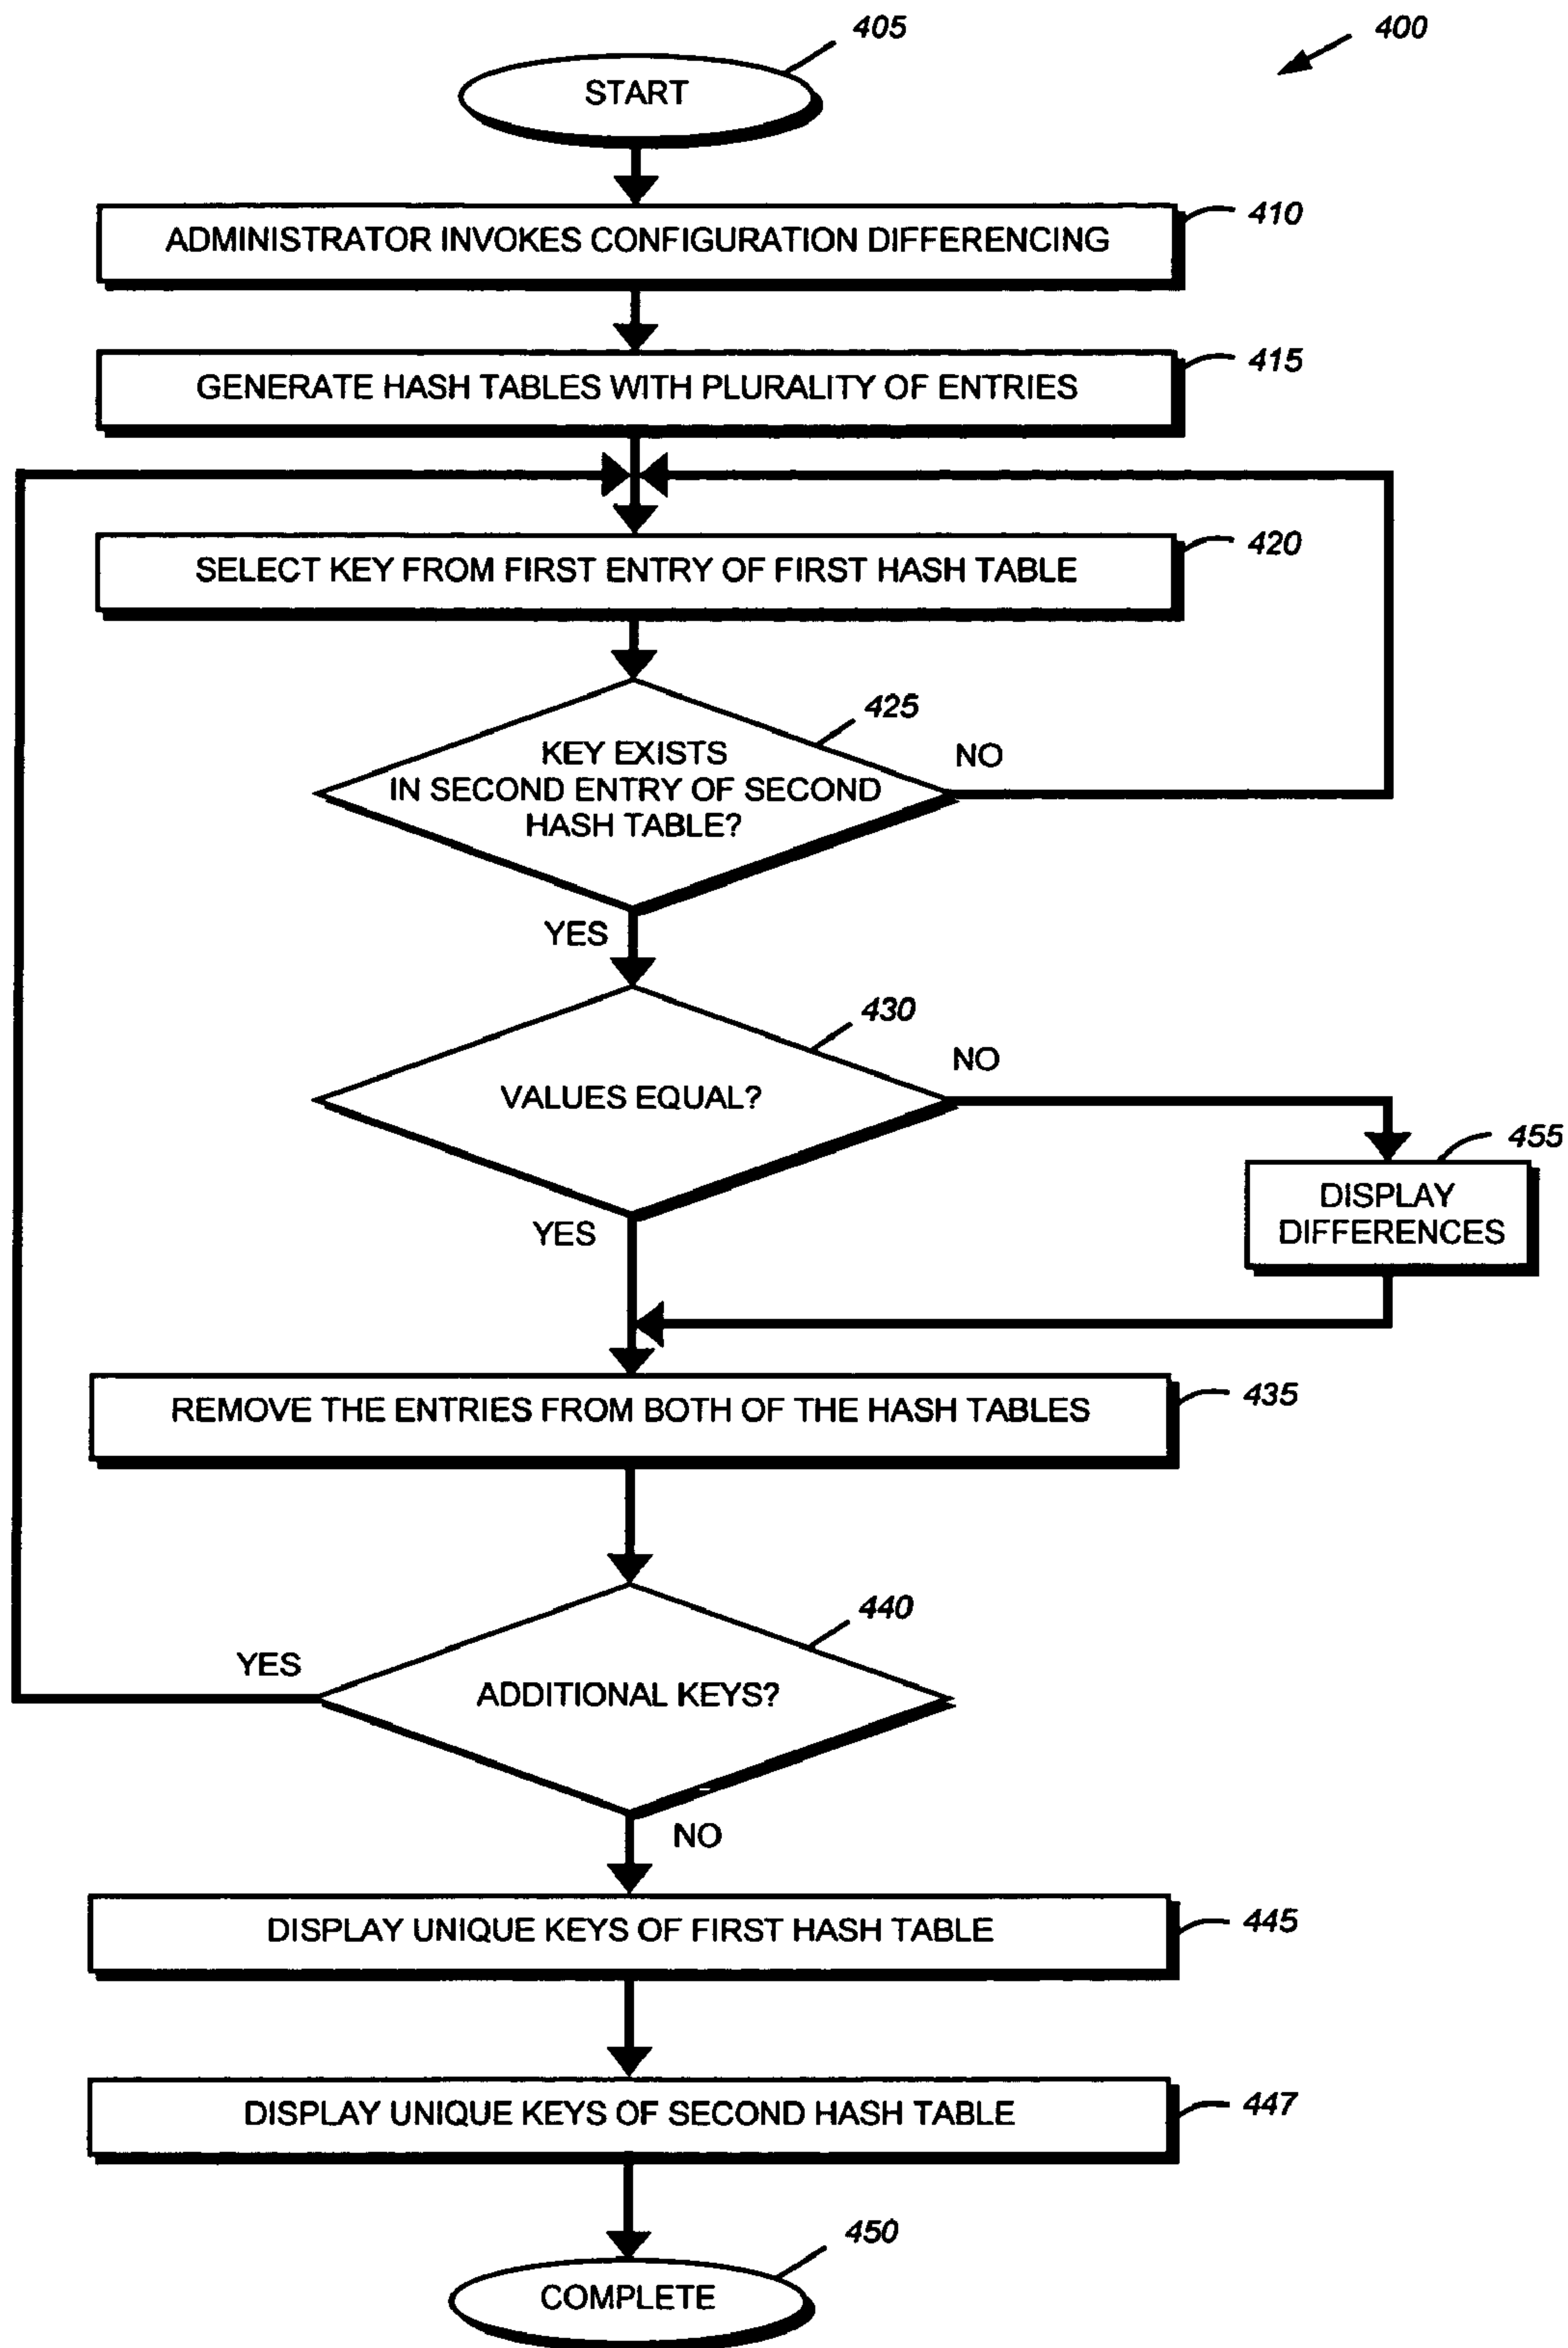 405
400
START
410
ADMINISTRATOR INVOKES CONFIGURATION DIFFERENCING
415
GENERATE HASH TABLES WITH PLURALITY OF ENTRIES
420
SELECT KEY FROM FIRST ENTRY OF FIRST HASH TABLE
425
KEY EXISTS
IN SECOND ENTRY OF SECOND
HASH TABLE?
NO
YES
430
VALUES EQUAL?
NO
455
DISPLAY
DIFFERENCES
YES
435
REMOVE THE ENTRIES FROM BOTH OF THE HASH TABLES
440
YES
ADDITIONAL KEYS?
NO
445
DISPLAY UNIQUE KEYS OF FIRST HASH TABLE
447
DISPLAY UNIQUE KEYS OF SECOND HASH TABLE
450
COMPLETE